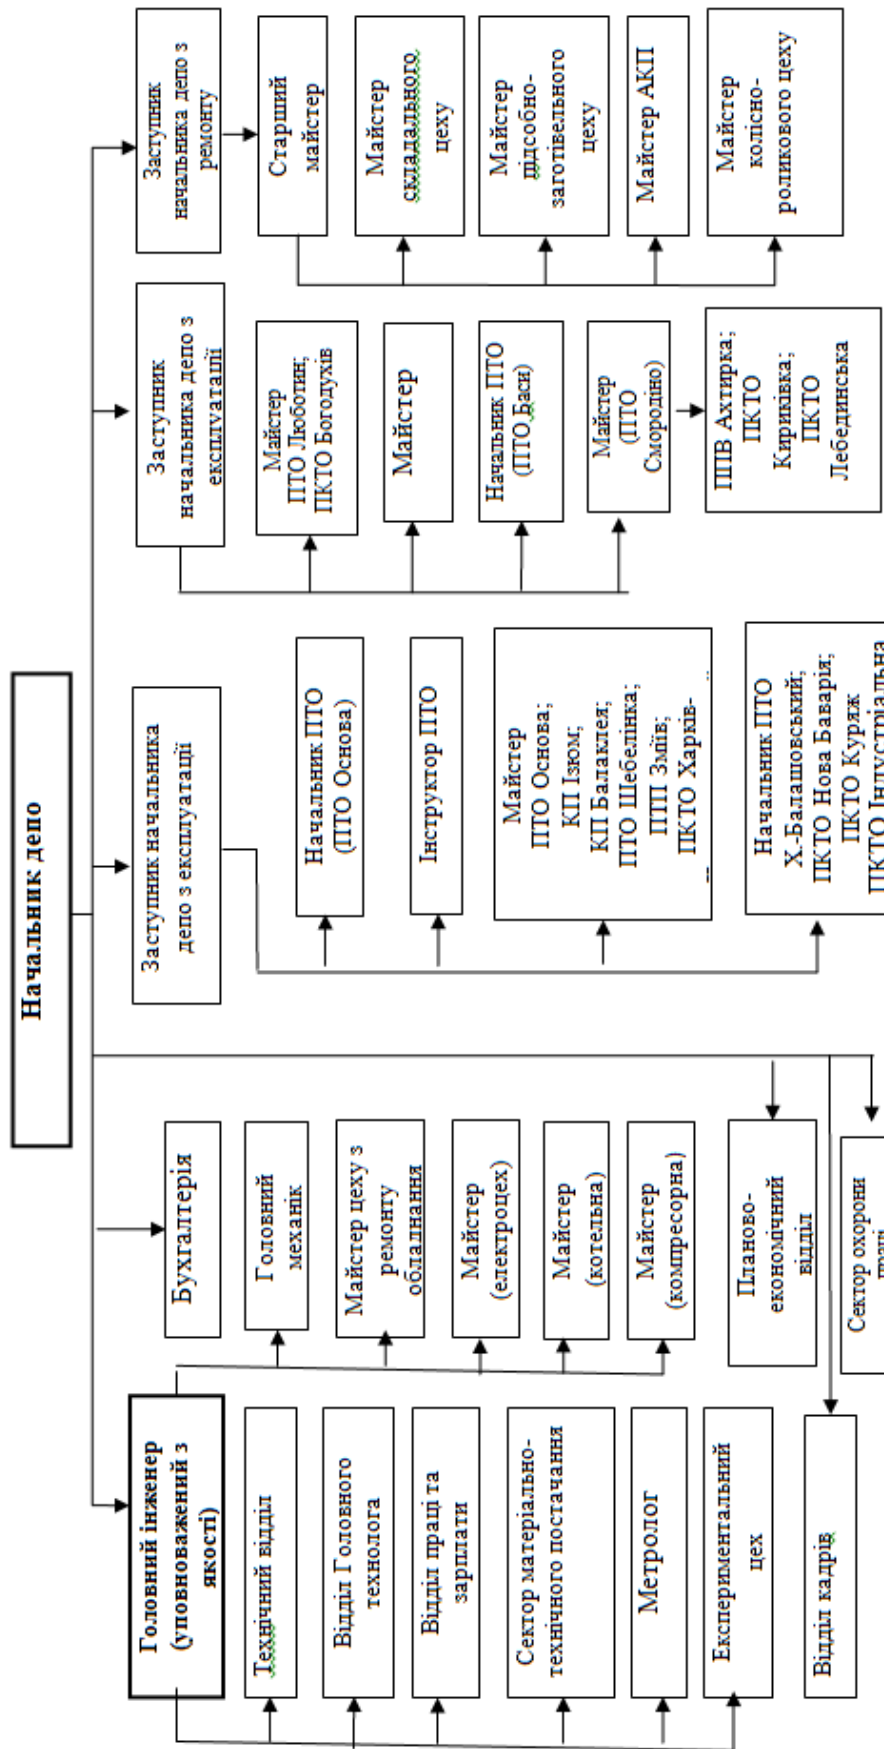 Начальник депо
Головний інженер
(уповноважений з
якості)
Бухгалтерія
Заступник начальника
депо з експлуатації
Заступник
начальника депо з
експлуатації
Заступник
начальника депо з
ремонту
Технічний відділ
Відділ Головного
технолога
Відділ праці та
зарплати
Сектор матеріально-
технічного постачання
Метролог
Експериментальний
цех
Відділ кадрів
Головний
механік
Майстер цеху з
ремонту
обладнання
Майстер
(електроцех)
Майстер
(котельна)
Майстер
(компресорна)
Планово-
економічний
відділ
Сектор охорони
Начальник ПТО
(ПТО Основа)
Інструктор ПТО
Майстер
ПТО Основа;
КП Ізюм;
КП Балаклея;
ПТО Шебелінка;
ПТП Зміїв;
ПКТО Харків-
Начальник ПТО
Х.-Балашовський;
ПКТО Нова Баварія;
ПКТО Куряж
ПКТО Індустріальна
Майстер
ПТО Люботин;
ПКТО Богодухів
Майстер
Начальник ПТО
(ПТО Баси)
Майстер
(ПТО
Смородіно)
ППВ Ахтирка;
ПКТО
Кириківка;
ПКТО
Лебединська
Старший
майстер
Майстер
складального
цеху
Майстер
підсобно-
заготівельного
цеху
Майстер АКП
Майстер
колісно-
роликового цеху